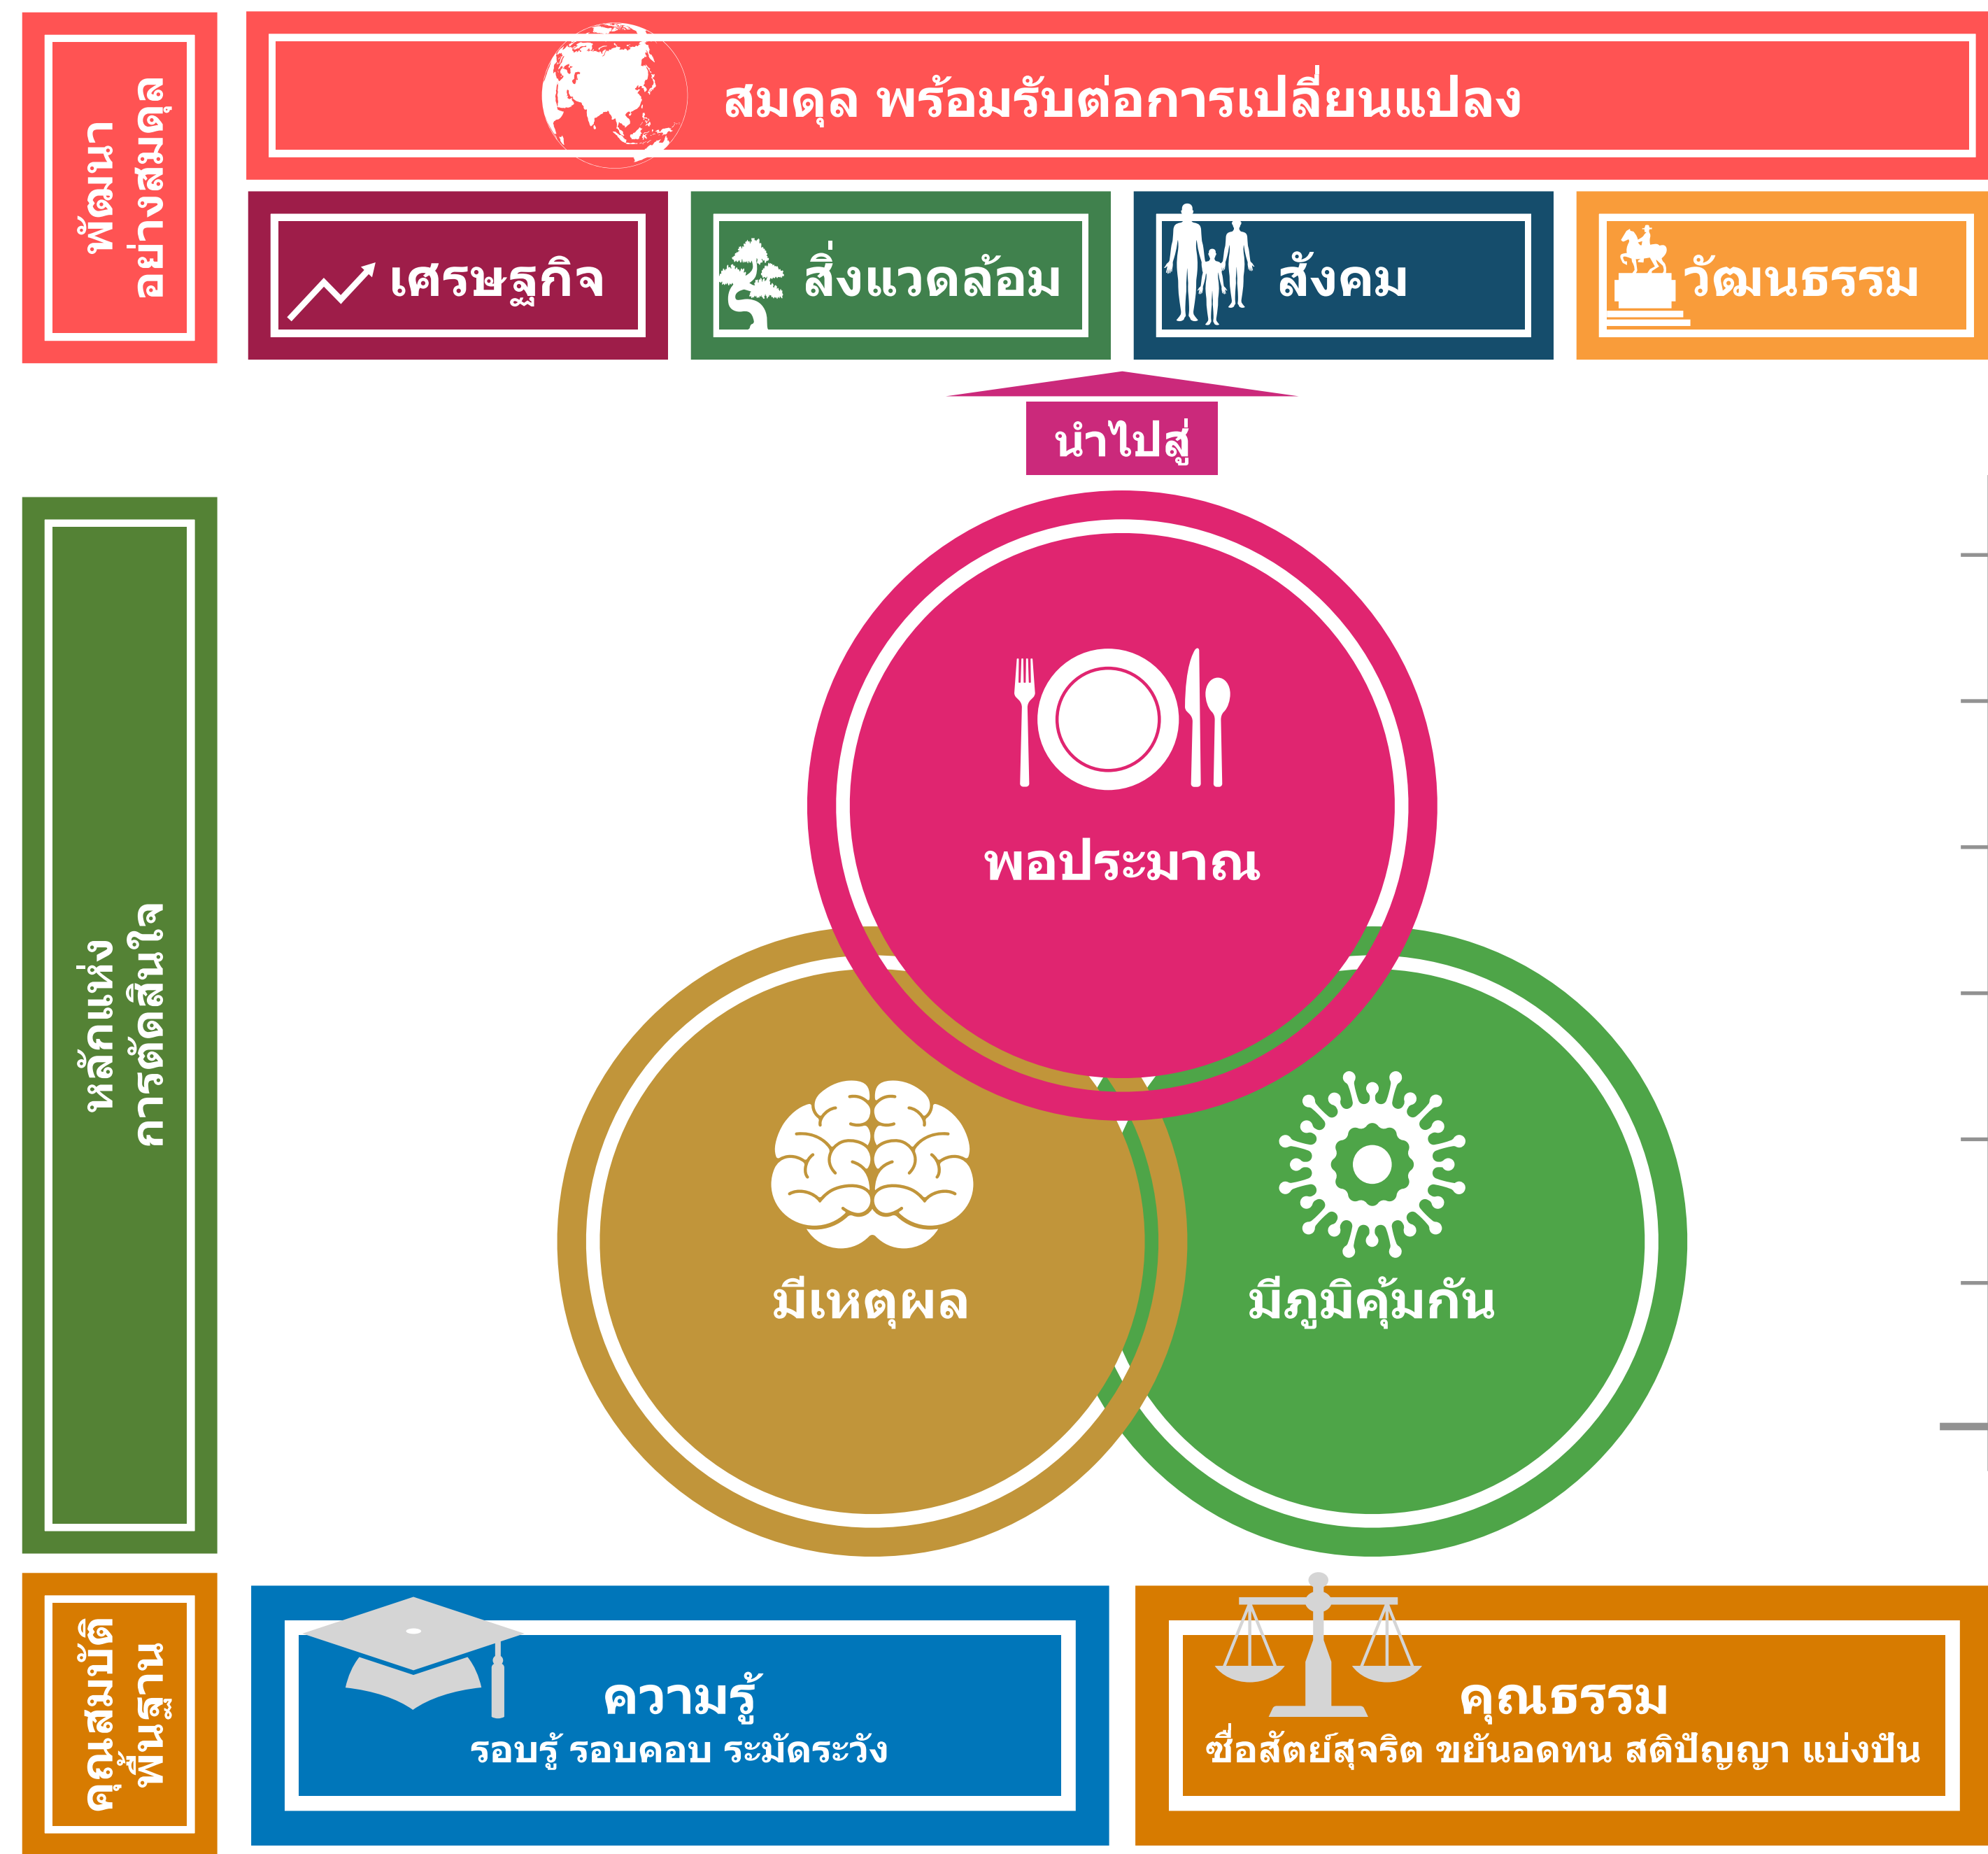 พัฒนา
อย่างสมดุล
สมดุล พร้อมรับต่อการเปลี่ยนแปลง
เศรษฐกิจ
สิ่งแวดล้อม
สังคม
วัฒนธรรม
นำไปสู่
หลักแห่ง
การตัดสินใจ
พอประมาณ
มีเหตุผล
มีภูมิคุ้มกัน
คุณสมบัติ
พื้นฐาน
ความรู้
รอบรู้ รอบคอบ ระมัดระวัง
คุณธรรม
ซื่อสัตย์สุจริต ขยันอดทน สติปัญญา แบ่งปัน